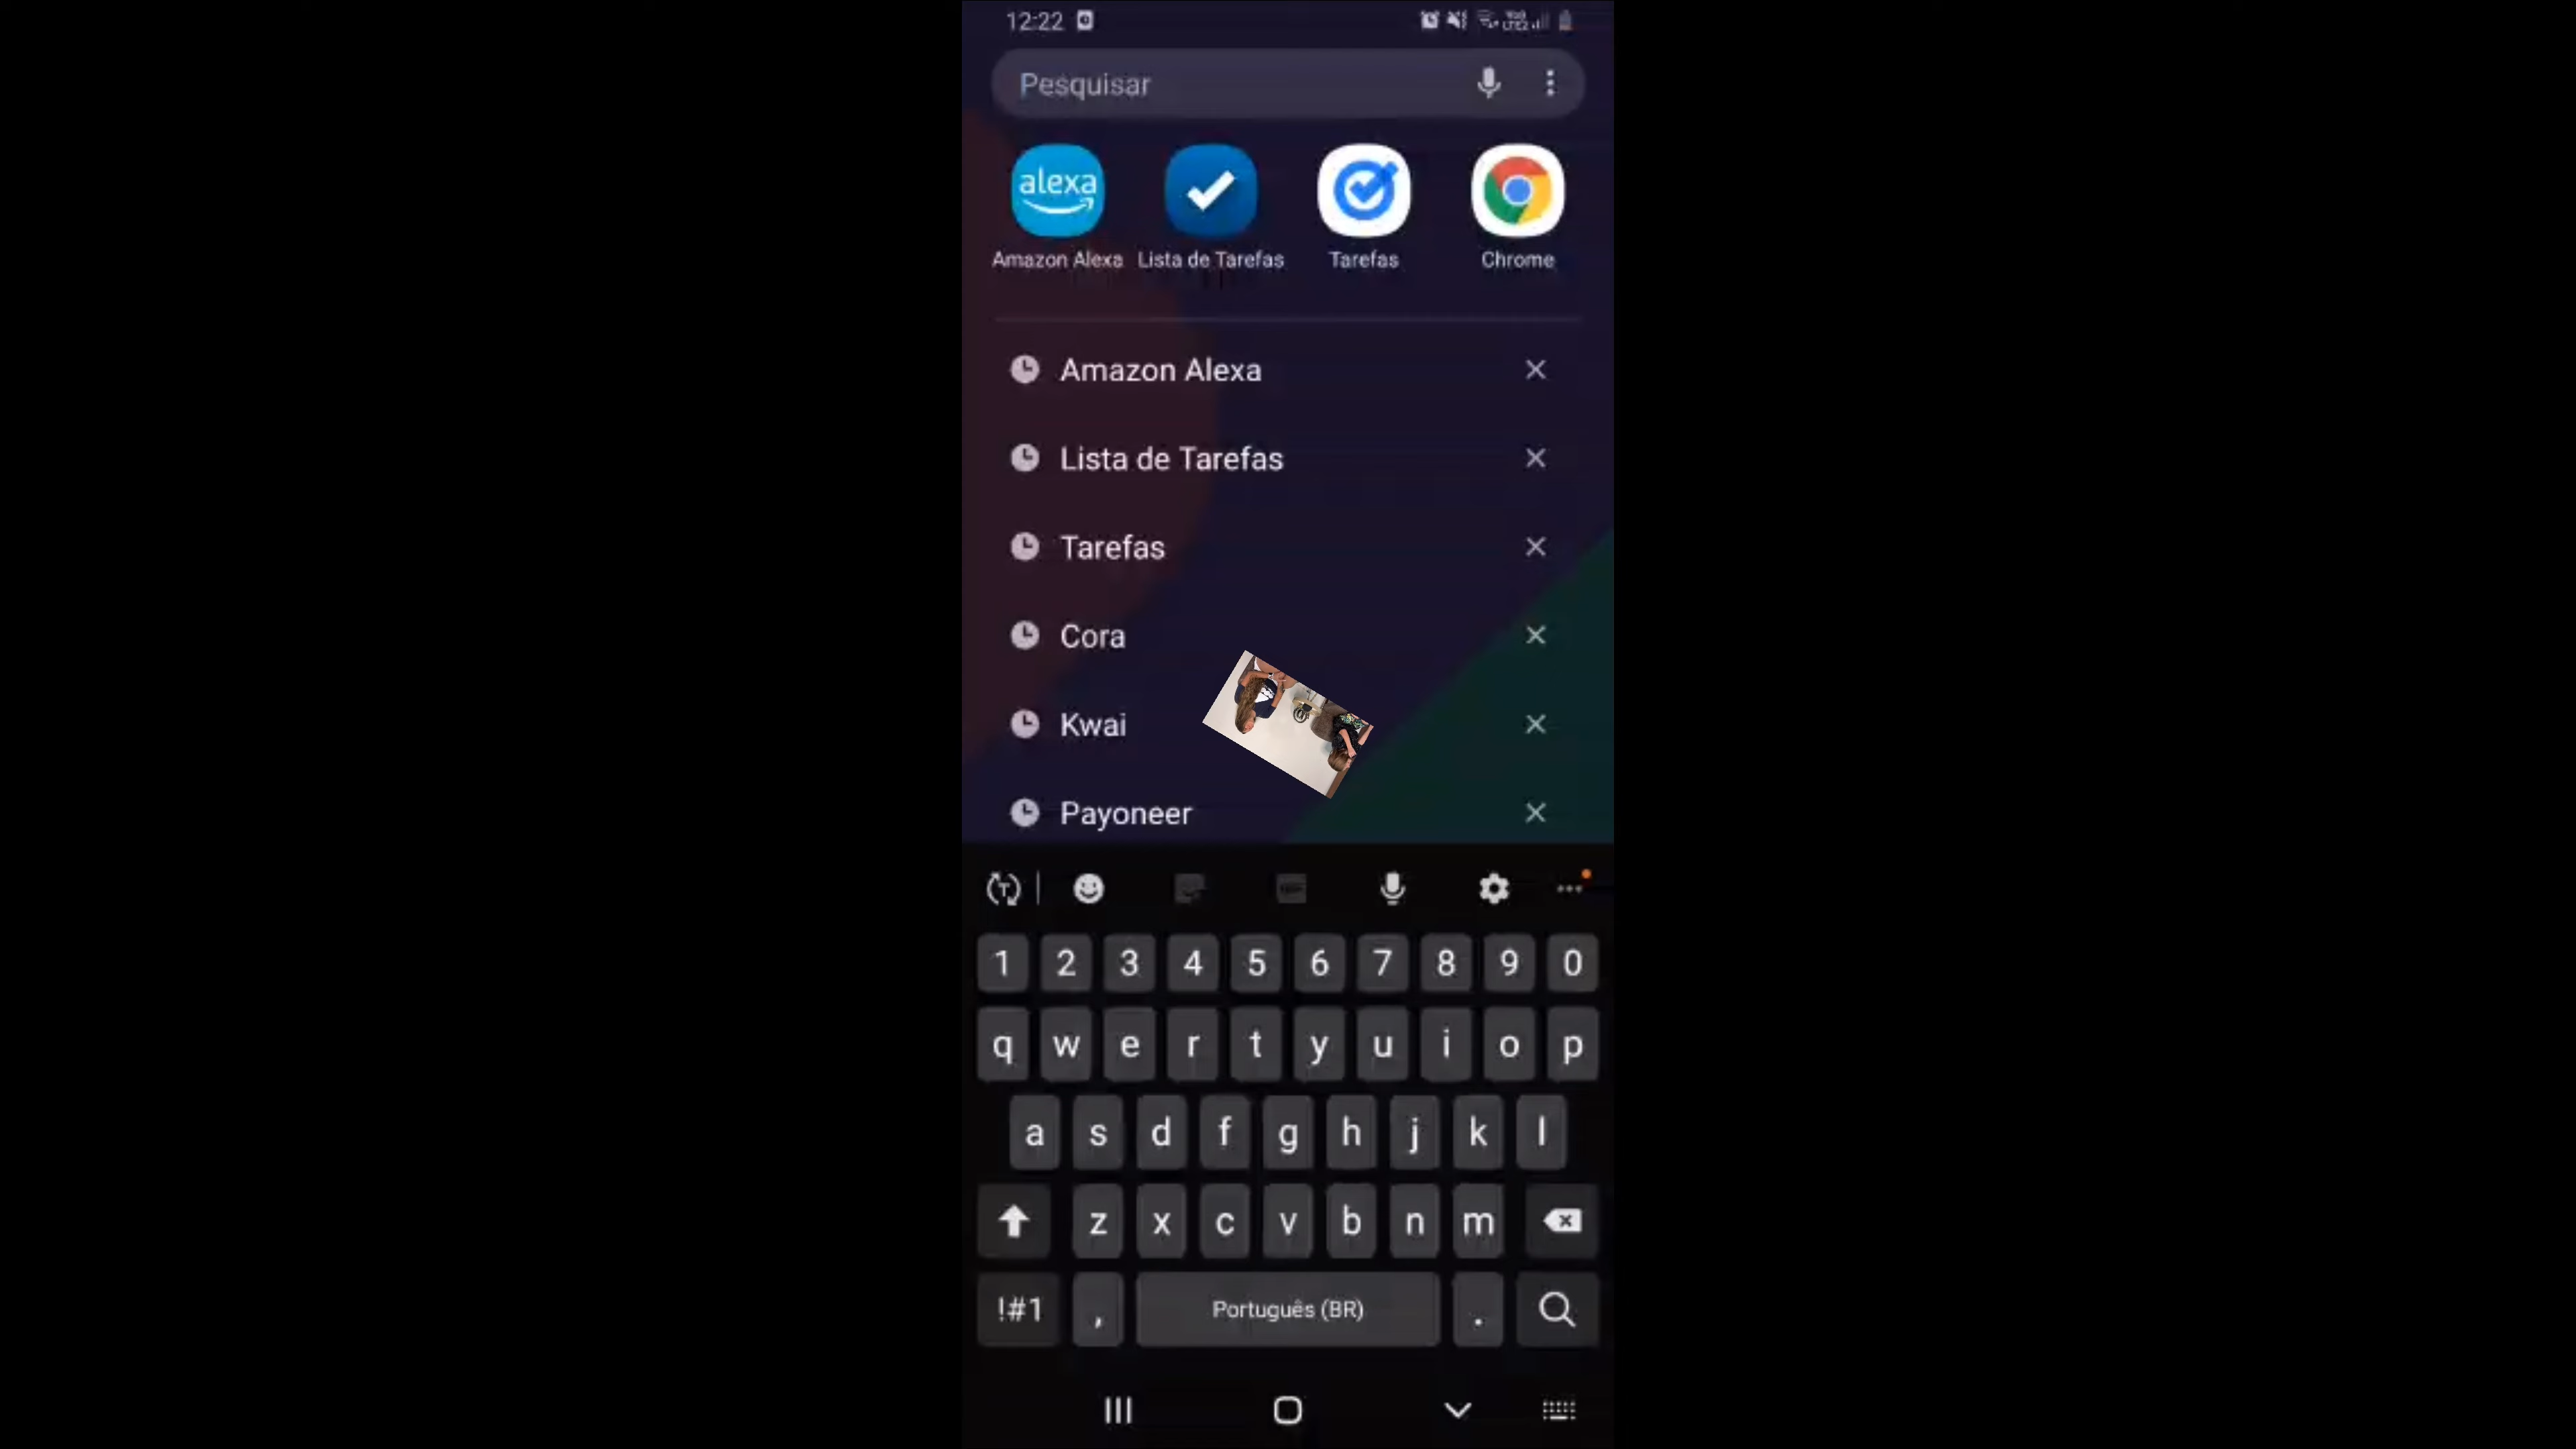 12:22
Pesquisar
alexa
Amazon Alexa Lista de Tarefas Tarefas Chrome
Amazon Alexa
Lista de Tarefas
Tarefas
Cora
Kwai
Payoneer
1 2 3 4 5 6 7 8 9 0
q w e r t y u i o p
a s d f g h j k l
z x c v b n m
!#1 , Português (BR) .